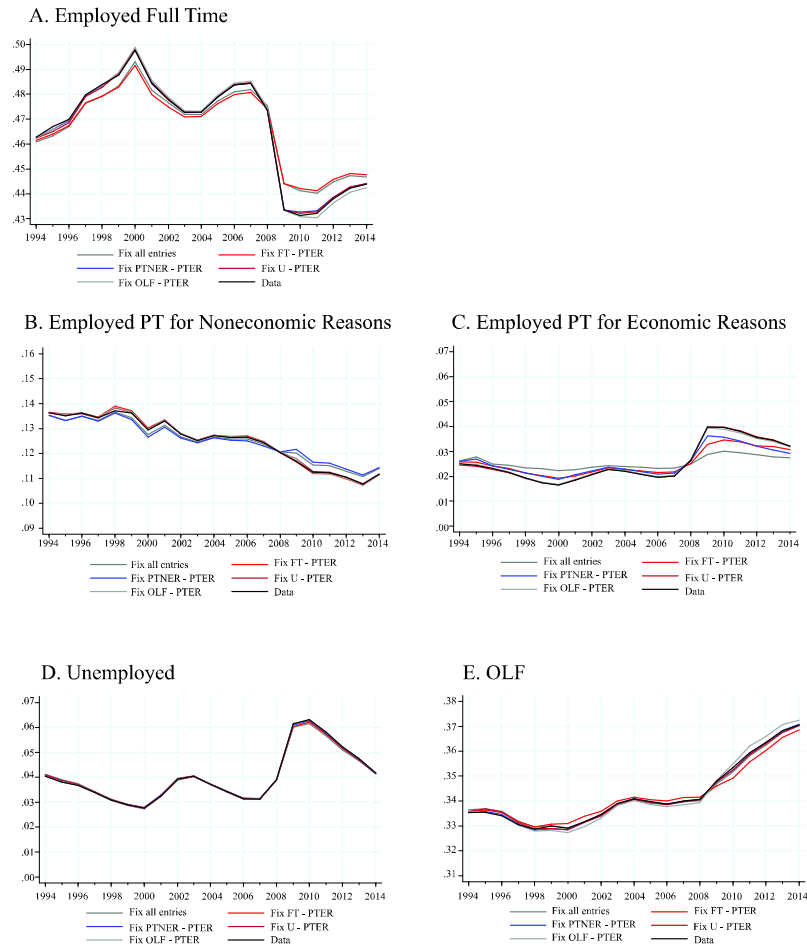 A. Employed Full Time
.50
.49
.48
.47
.46
.45
.44
.43
1994 1996 1998 2000 2002 2004 2006 2008 2010 2012 2014
Fix all entries Fix FT - PTER
Fix PTNER - PTER Fix U - PTER
Fix OLF - PTER Data
B. Employed PT for Noneconomic Reasons
.16
.15
.14
.13
.12
.11
.10
.09
1994 1996 1998 2000 2002 2004 2006 2008 2010 2012 2014
Fix all entries Fix FT - PTER
Fix PTNER - PTER Fix U - PTER
Fix OLF - PTER Data
C. Employed PT for Economic Reasons
.07
.06
.05
.04
.03
.02
.01
.00
1994 1996 1998 2000 2002 2004 2006 2008 2010 2012 2014
Fix all entries Fix FT - PTER
Fix PTNER - PTER Fix U - PTER
Fix OLF - PTER Data
D. Unemployed
.07
.06
.05
.04
.03
.02
.01
.00
1994 1996 1998 2000 2002 2004 2006 2008 2010 2012 2014
Fix all entries Fix FT - PTER
Fix PTNER - PTER Fix U - PTER
Fix OLF - PTER Data
E. OLF
.38
.37
.36
.35
.34
.33
.32
.31
1994 1996 1998 2000 2002 2004 2006 2008 2010 2012 2014
Fix all entries Fix FT - PTER
Fix PTNER - PTER Fix U - PTER
Fix OLF - PTER Data